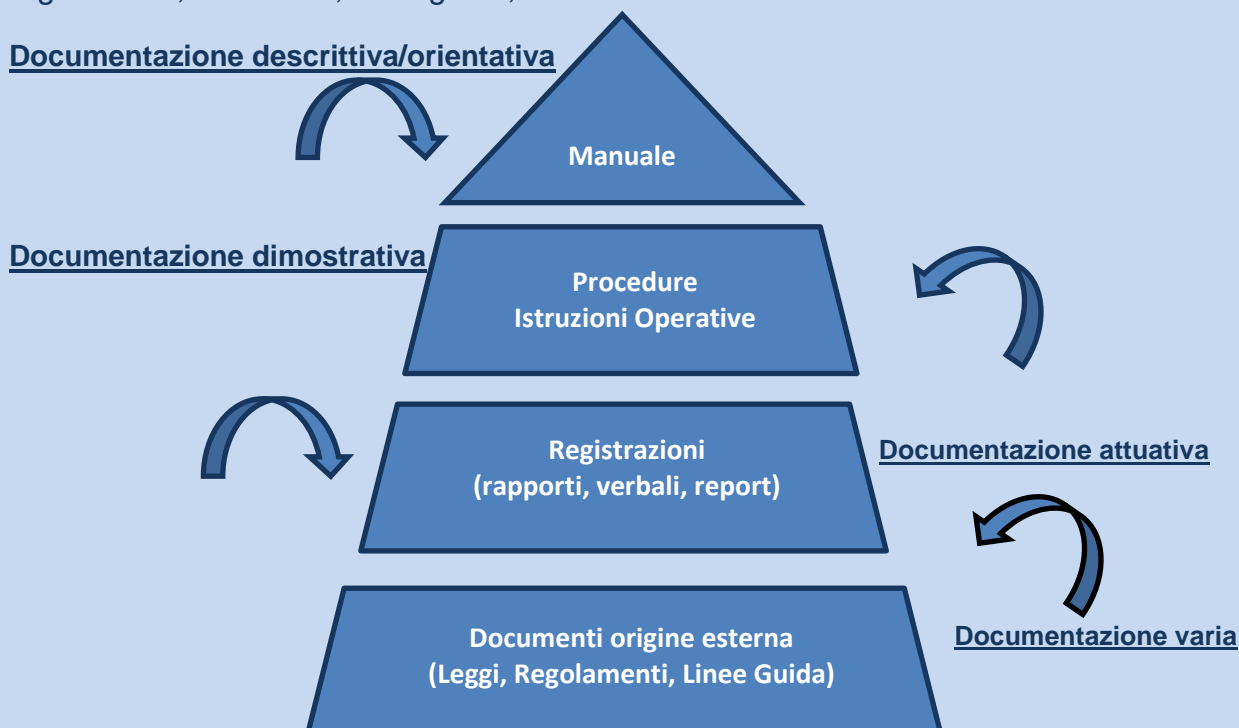 Documentazione descrittiva/orientativa
Manuale
Documentazione dimostrativa
Procedure
Istruzioni Operative
Registrazioni
(rapporti, verbali, report)
Documentazione attuativa
Documenti origine esterna
(Leggi, Regolamenti, Linee Guida)
Documentazione varia